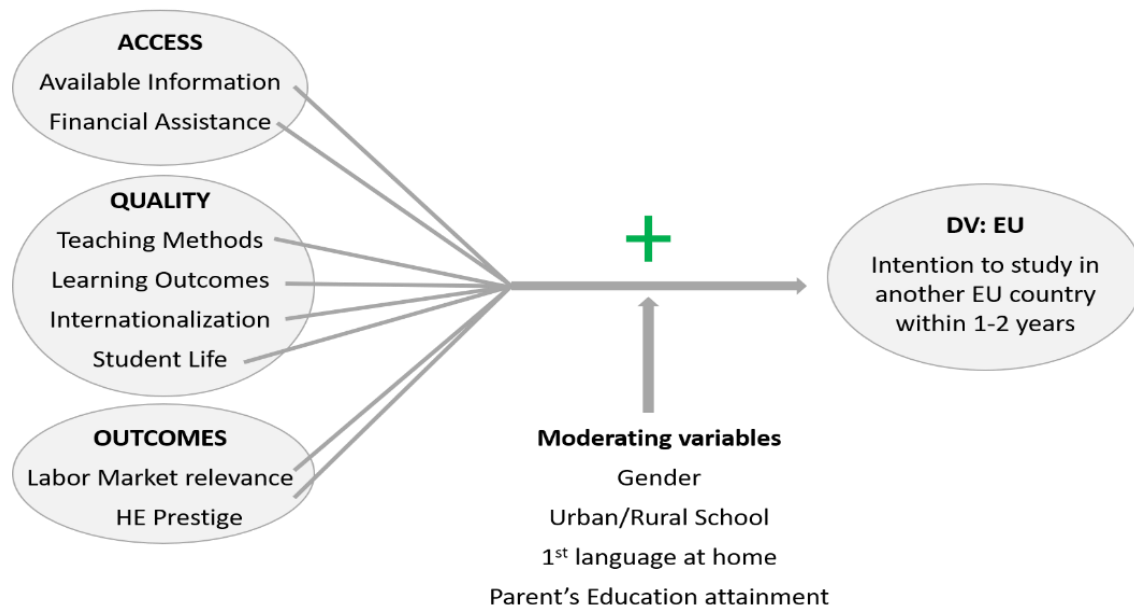 ACCESS
Available Information
Financial Assistance
QUALITY
Teaching Methods
Learning Outcomes
Internationalization
Student Life
OUTCOMES
Labor Market relevance
HE Prestige
+
Moderating variables
Gender
Urban/Rural School
1st language at home
Parent’s Education attainment
DV: EU
Intention to study in
another EU country
within 1-2 years